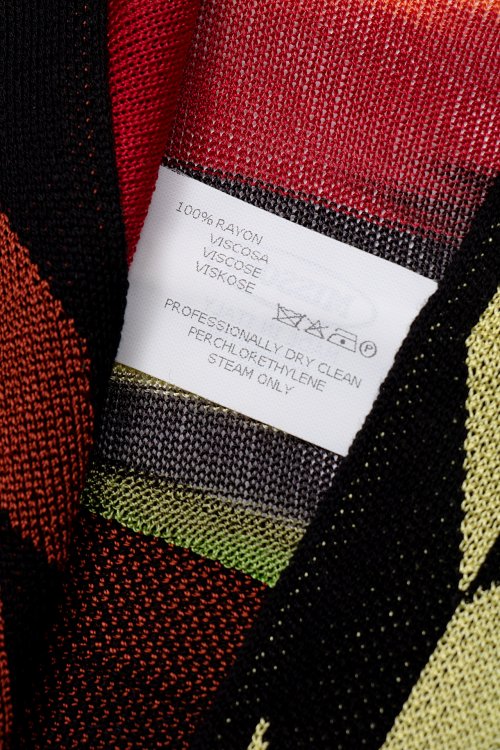 100% RAYON
VISCOSA
VISCOSE
VISKOSE
P
PROFESSIONALLY DRY CLEAN
PERCHLORETHYLENE
STEAM ONLY